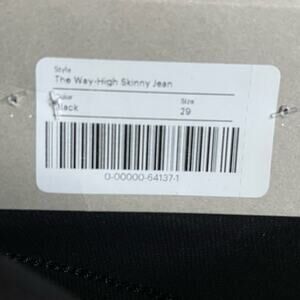 Style
The Way-High Skinny Jean
Color Size
Black 29
0-00000-64137-1